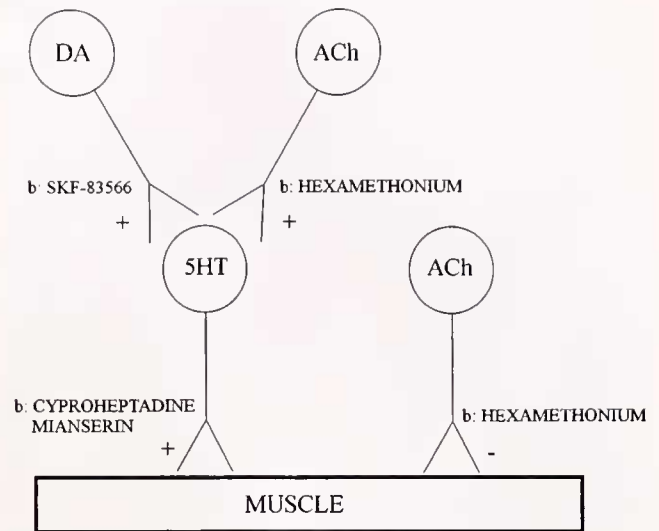 DA
ACh
b: SKF-83566
b: HEXAMETHONIUM
+
+
5HT
ACh
b: CYPROHEPTADINE
MIANSERIN
b: HEXAMETHONIUM
+
-
MUSCLE